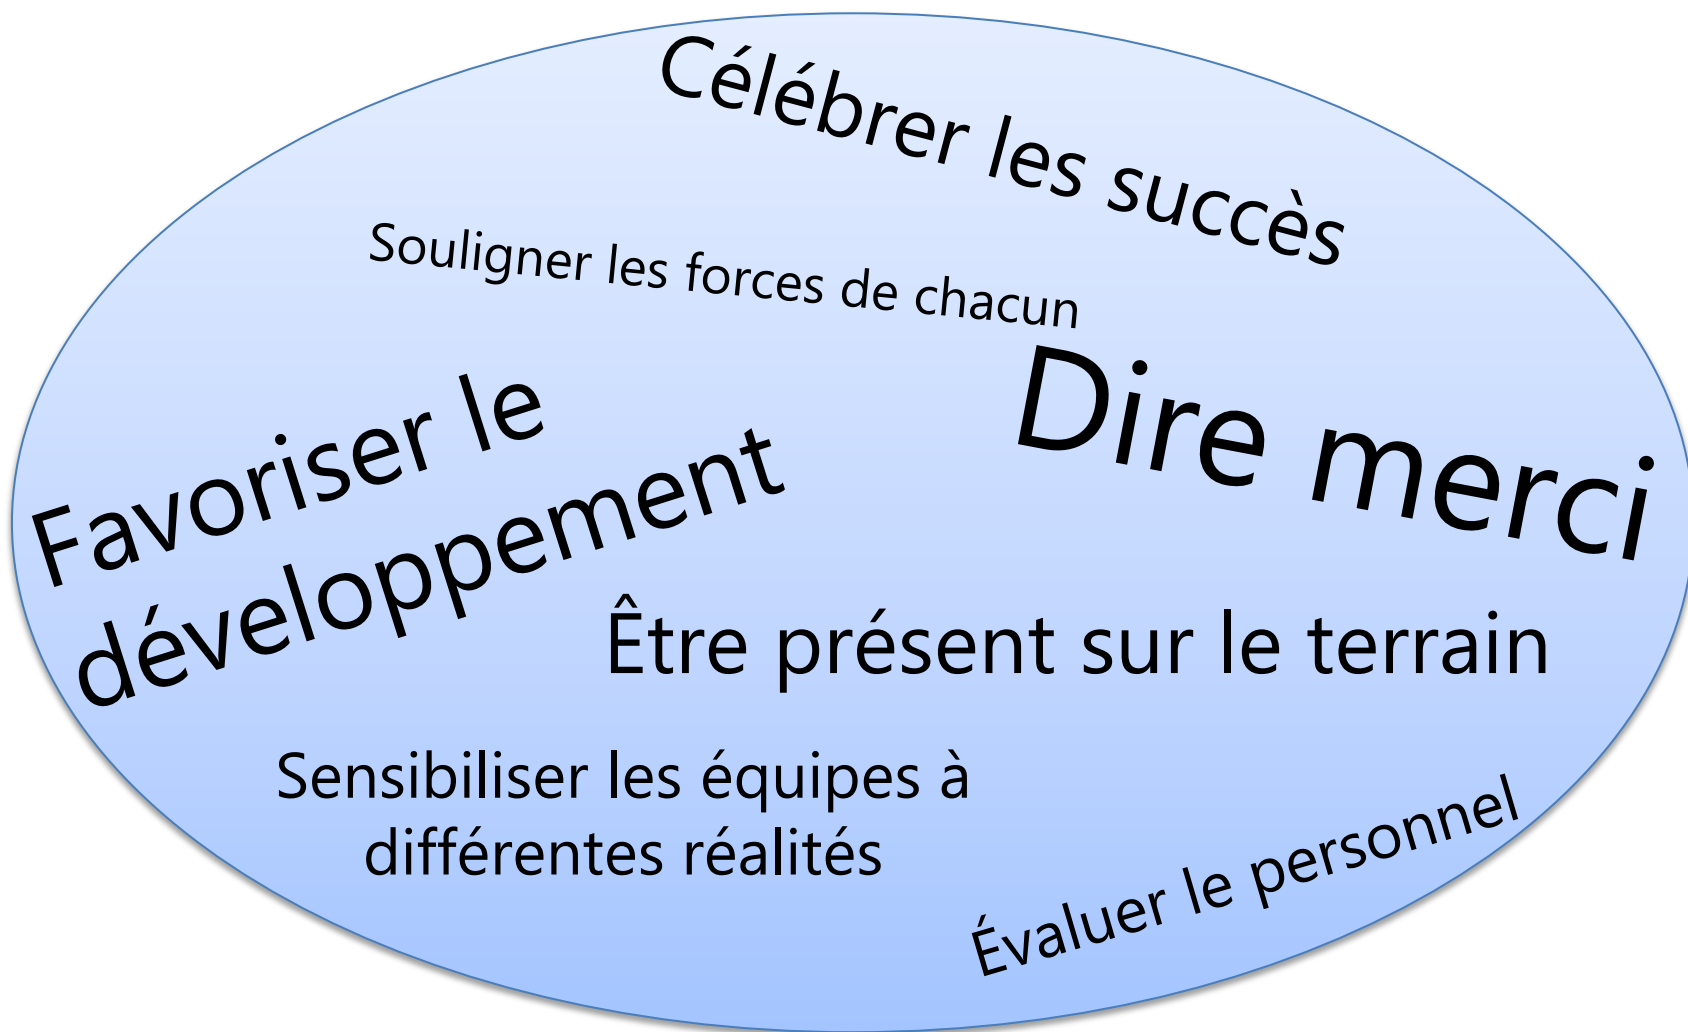 Célébrer les succès
Souligner les forces de chacun
Dire merci
Favoriser le
développement
Être présent sur le terrain
Sensibiliser les équipes à
différentes réalités
Évaluer le personnel